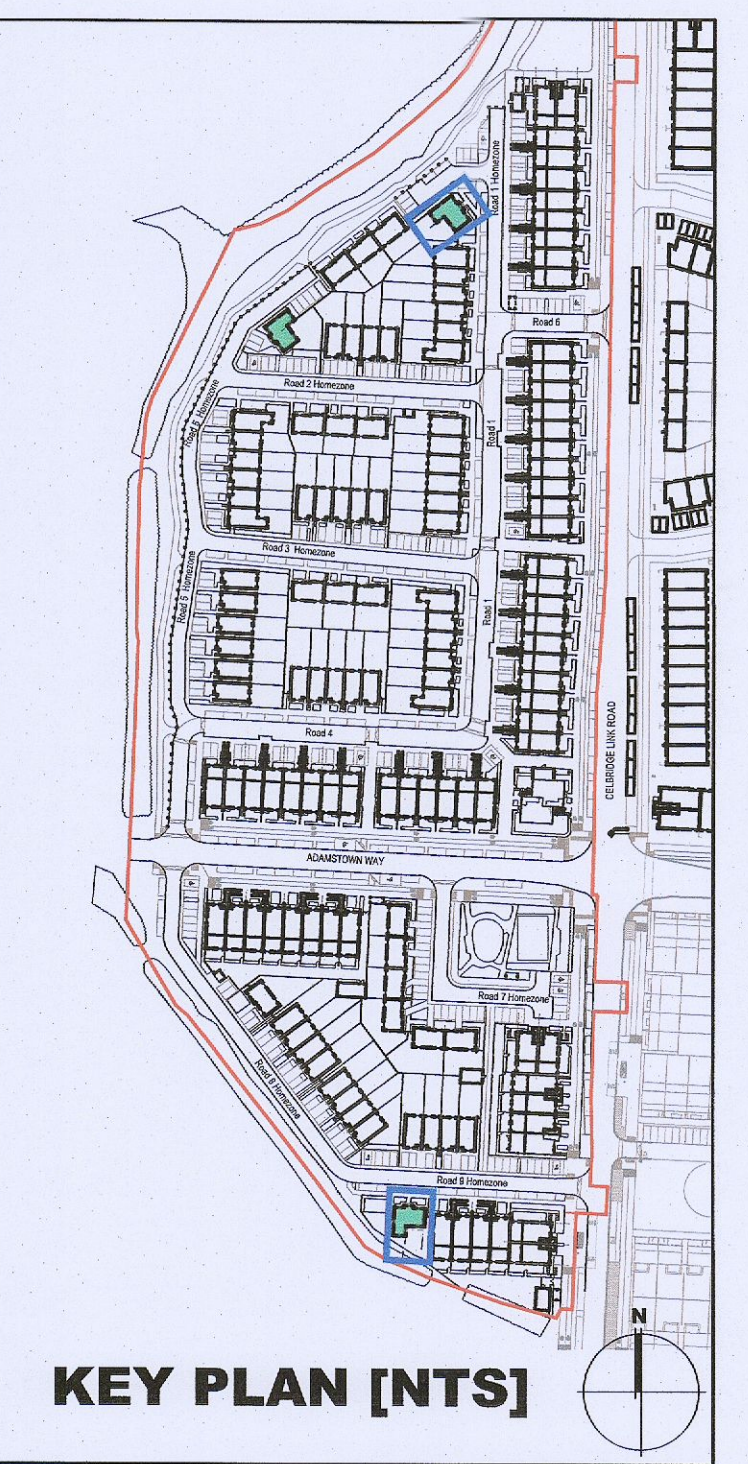 Road 1 Homezone
Road 6
Road 2 Homezone
Road 5 Homezone
Road 1
Road 3 Homezone
Road 5 Homezone
Road 1
Road 4
CELBRIDGE LINK ROAD
ADAMSTOWN WAY
Road 7 Homezone
Road 8 Homezone
Road 9 Homezone
N
KEY PLAN [NTS]